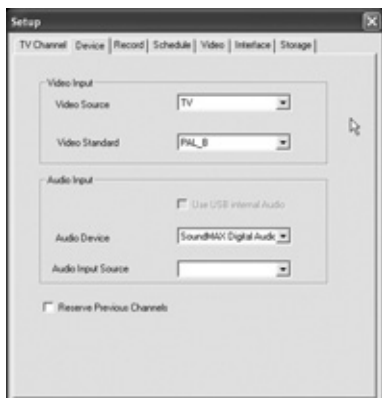 Setup
TV Channel Device Record Schedule Video Interface Storage
Video Input
Video Source TV
Video Standard PAL_B
Audio Input
Use USB internal Audio
Audio Device SoundMAX Digital Audic
Audio Input Source
Reserve Previous Channels